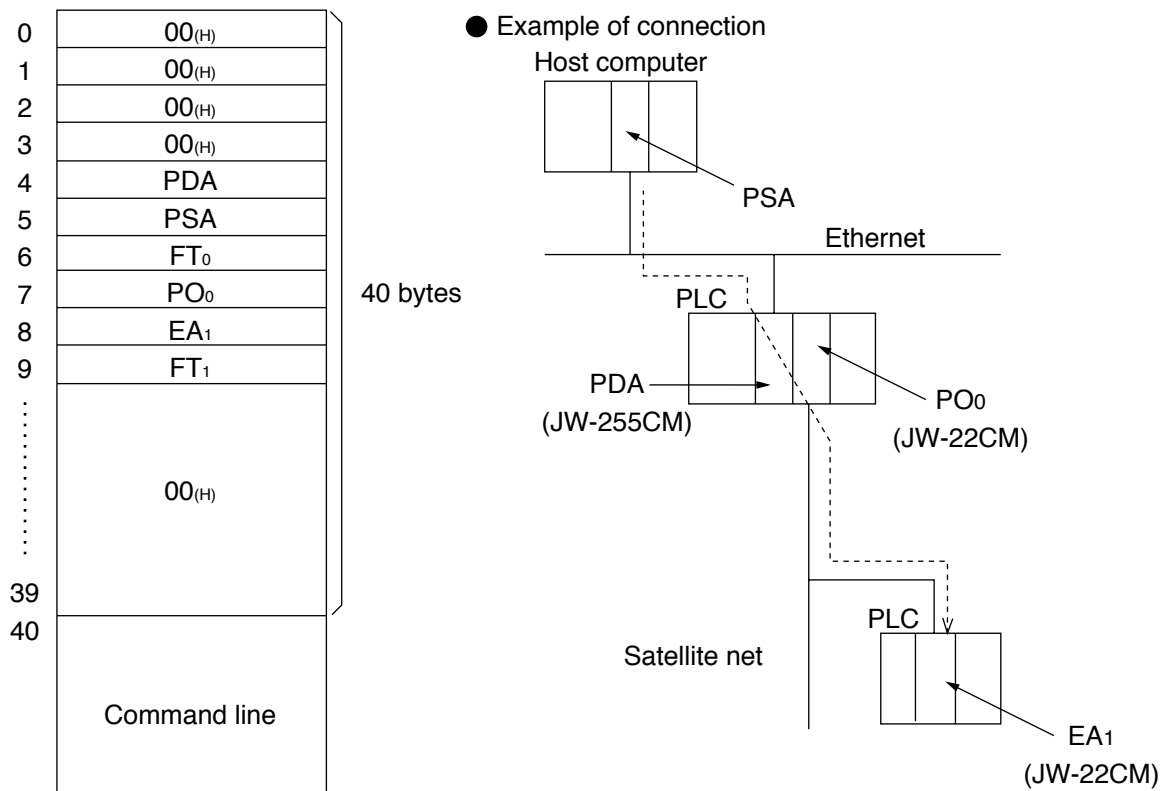 0 00(H)
1 00(H)
2 00(H)
3 00(H)
4 PDA
5 PSA
6 FT0
7 PO0
8 EA1
9 FT1
00(H)
39
40
Command line
40 bytes
● Example of connection
Host computer
PSA
Ethernet
PLC
PDA
(JW-255CM)
PO0
(JW-22CM)
Satellite net
PLC
EA1
(JW-22CM)